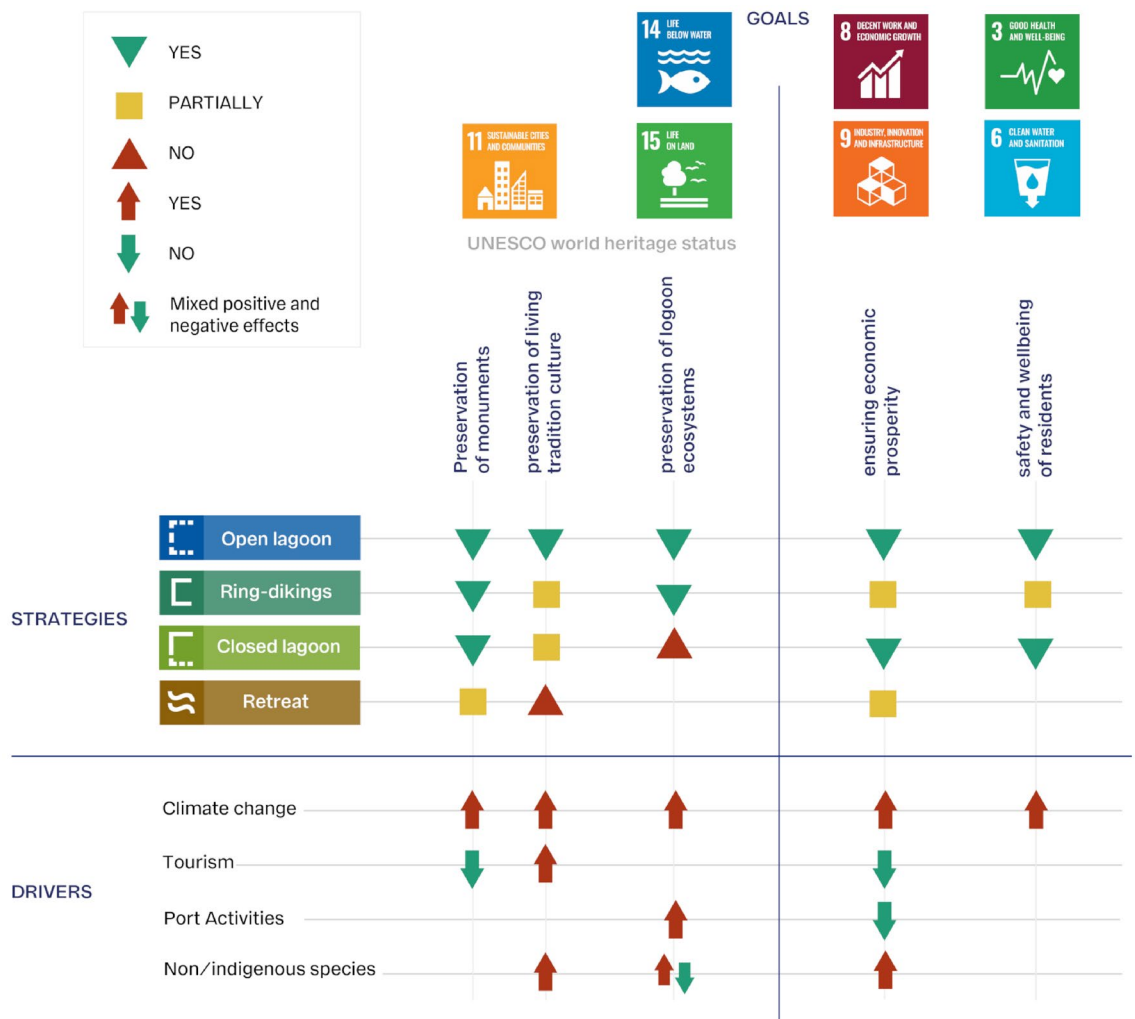 YES
PARTIALLY
NO
YES
NO
Mixed positive and
negative effects
GOALS
14 LIFE
BELOW WATER
8 DECENT WORK AND
ECONOMIC GROWTH
3 GOOD HEALTH
AND WELL-BEING
11 SUSTAINABLE CITIES
AND COMMUNITIES
15 LIFE
ON LAND
9 INDUSTRY, INNOVATION
AND INFRASTRUCTURE
6 CLEAN WATER
AND SANITATION
UNESCO world heritage status
Preservation
of monuments
preservation of living
tradition culture
preservation of logoon
ecosystems
ensuring economic
prosperity
safety and wellbeing
of residents
STRATEGIES
Open lagoon
Ring-dikings
Closed lagoon
Retreat
DRIVERS
Climate change
Tourism
Port Activities
Non/indigenous species